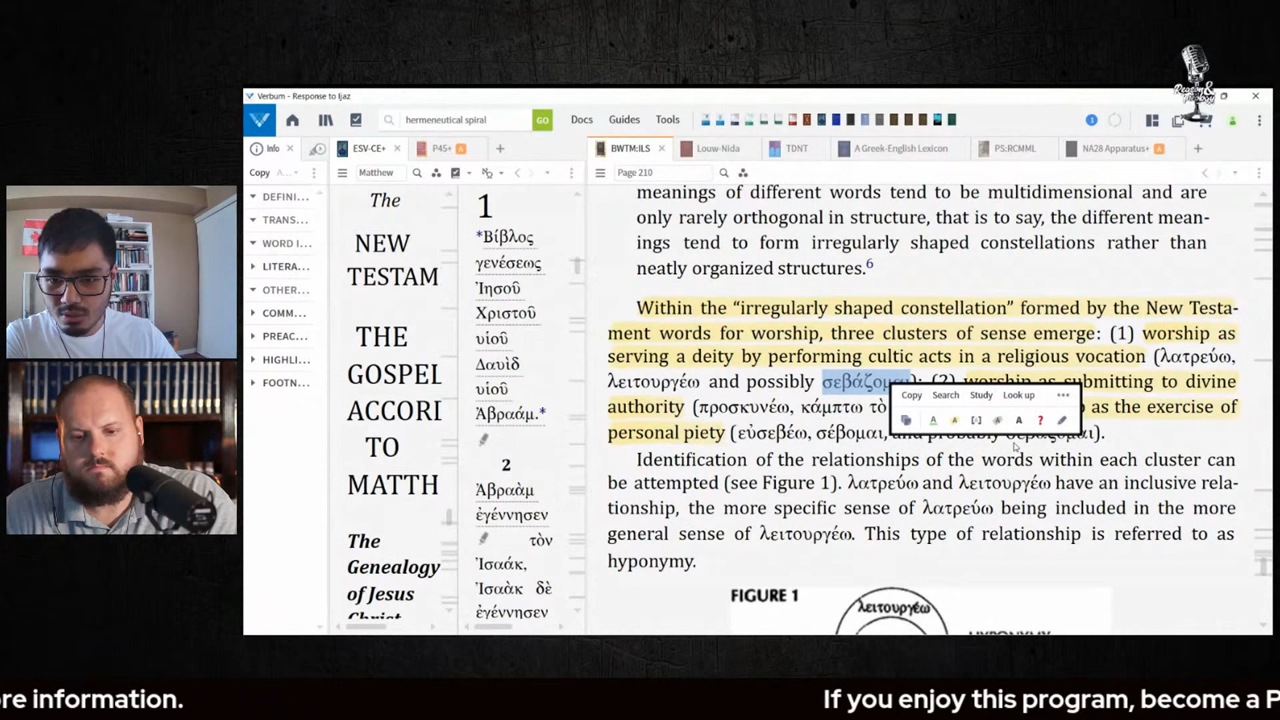 Reason &
Theology
Verbum - Response to Ijaz
hermeneutical spiral
GO
Docs
Guides
Tools
1
Info
ESV-CE+
P45+
BWTM:ILS
Louw-Nida
TDNT
A Greek-English Lexicon
PS:RCMML
NA28 Apparatus+
Copy
Matthew
Page 210
DEFINI...
TRANS...
WORD I...
LITERA...
OTHER...
COMM...
PREAC...
HIGHLI...
FOOTN...
The
NEW
TESTAM
THE
GOSPEL
ACCORI
TO
MATTH
The
Genealogy
of Jesus
Christ
1
*Βίβλος
γενέσεως
Ἰησοῦ
Χριστοῦ
υἱοῦ
Δαυὶδ
υἱοῦ
Ἀβραάμ.*
2
Ἀβραὰμ
ἐγέννησεν
τὸν
Ἰσαάκ,
Ἰσαὰκ δὲ
ἐγέννησεν
meanings of different words tend to be multidimensional and are
only rarely orthogonal in structure, that is to say, the different mean-
ings tend to form irregularly shaped constellations rather than
neatly organized structures.6
Within the “irregularly shaped constellation” formed by the New Testa-
ment words for worship, three clusters of sense emerge: (1) worship as
serving a deity by performing cultic acts in a religious vocation (λατρεύω,
λειτουργέω and possibly σεβάζομαι); (2) worship as submitting to divine
authority (προσκυνέω, κάμπτω τὸ as the exercise of
personal piety (εὐσεβέω, σέβομαι, and probably σεβάζομαι).
Copy
Search
Study
Look up
Identification of the relationships of the words within each cluster can
be attempted (see Figure 1). λατρεύω and λειτουργέω have an inclusive rela-
tionship, the more specific sense of λατρεύω being included in the more
general sense of λειτουργέω. This type of relationship is referred to as
hyponymy.
FIGURE 1
λειτουργέω
HYPONYMY
re information.
If you enjoy this program, become a P